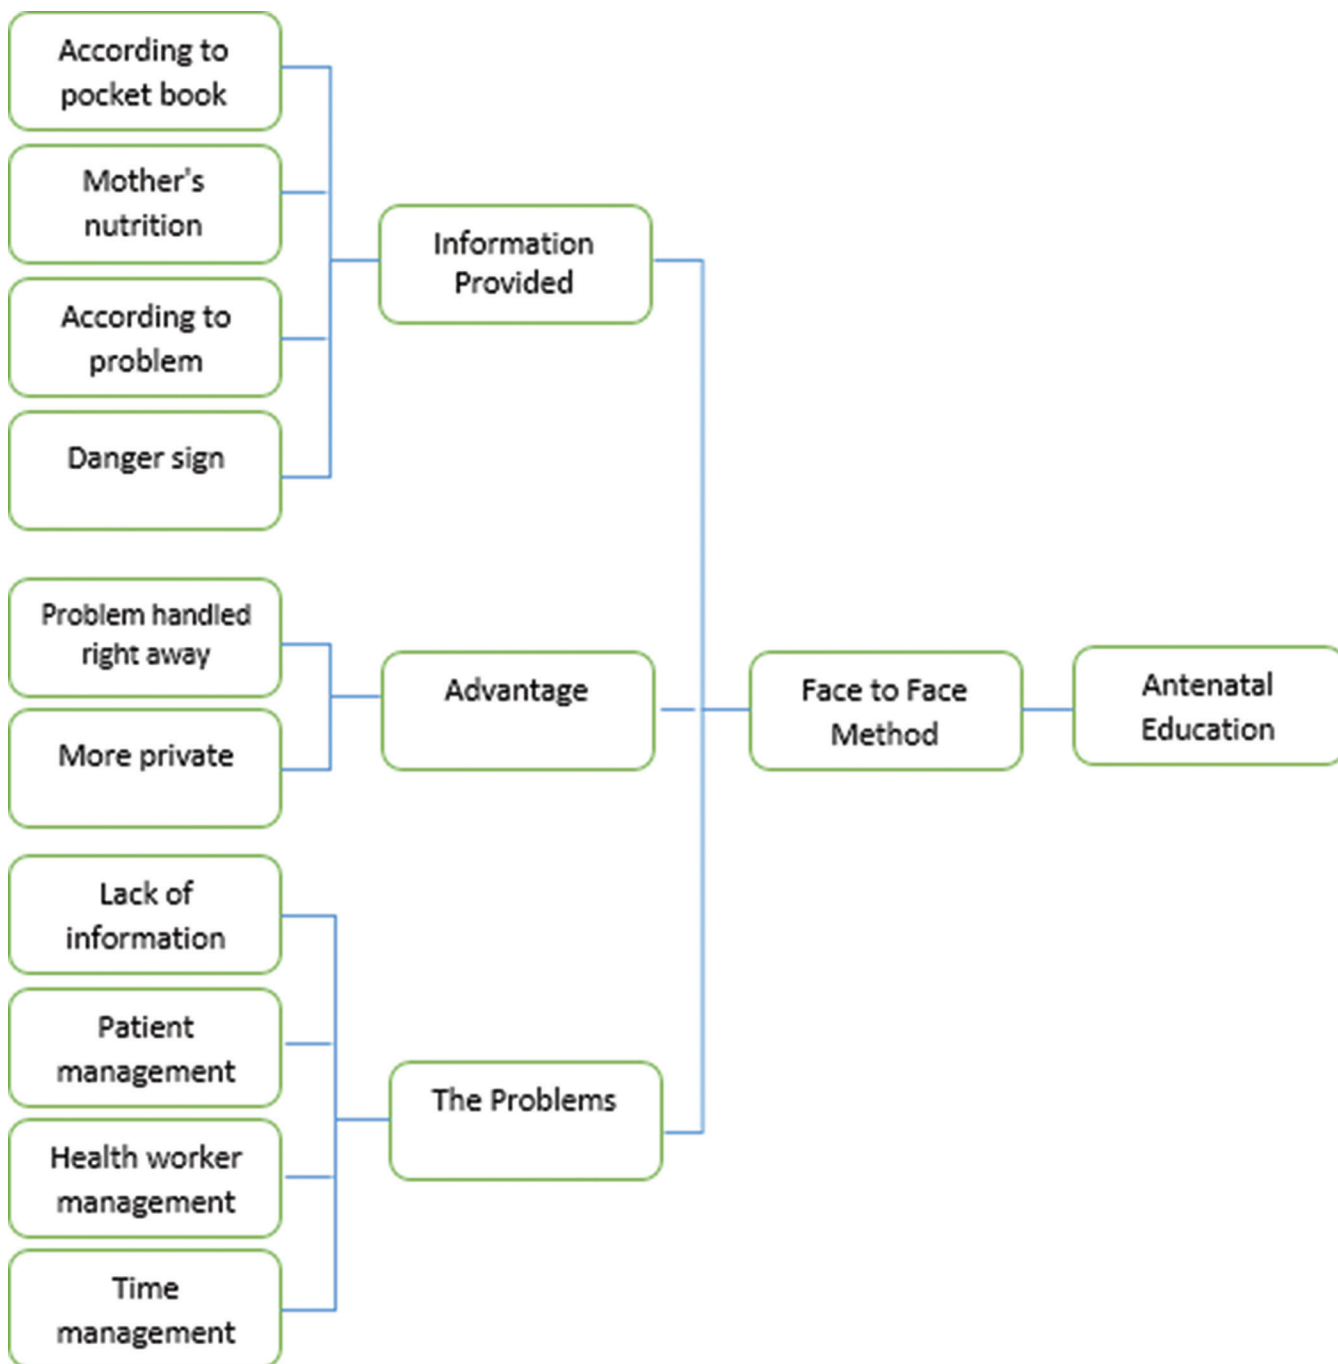 According to
pocket book
Mother's
nutrition
According to
problem
Danger sign
Information
Provided
Problem handled
right away
More private
Advantage
Lack of
information
Patient
management
Health worker
management
Time
management
The Problems
Face to Face
Method
Antenatal
Education